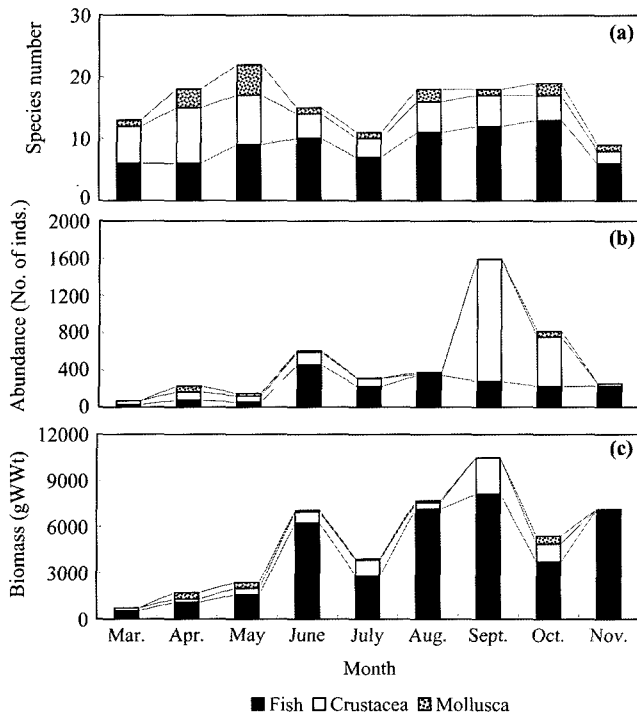 30
(a)
Species number
20
10
0
2000
(b)
Abundance (No. of inds.)
1600
1200
800
400
0
12000
(c)
Biomass (gWWt)
9000
6000
3000
0
Mar. Apr. May June July Aug. Sept. Oct. Nov.
Month
Fish Crustacea Mollusca